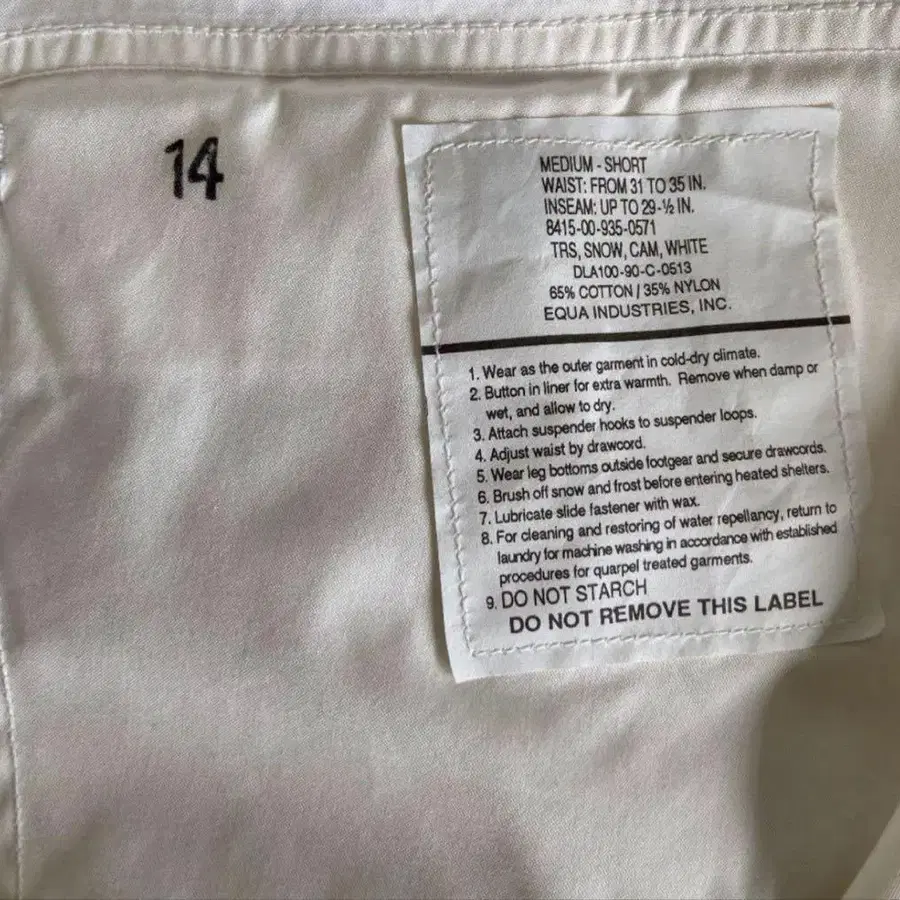 14
MEDIUM - SHORT
WAIST: FROM 31 TO 35 IN.
INSEAM: UP TO 29-½ IN.
8415-00-935-0571
TRS, SNOW, CAM, WHITE
DLA100-90-C-0513
65% COTTON / 35% NYLON
EQUA INDUSTRIES, INC.
1. Wear as the outer garment in cold-dry climate.
2. Button in liner for extra warmth. Remove when damp or
wet, and allow to dry.
3. Attach suspender hooks to suspender loops.
4. Adjust waist by drawcord.
5. Wear leg bottoms outside footgear and secure drawcords.
6. Brush off snow and frost before entering heated shelters.
7. Lubricate slide fastener with wax.
8. For cleaning and restoring of water repellancy, return to
laundry for machine washing in accordance with established
procedures for quarpel treated garments.
9. DO NOT STARCH
DO NOT REMOVE THIS LABEL